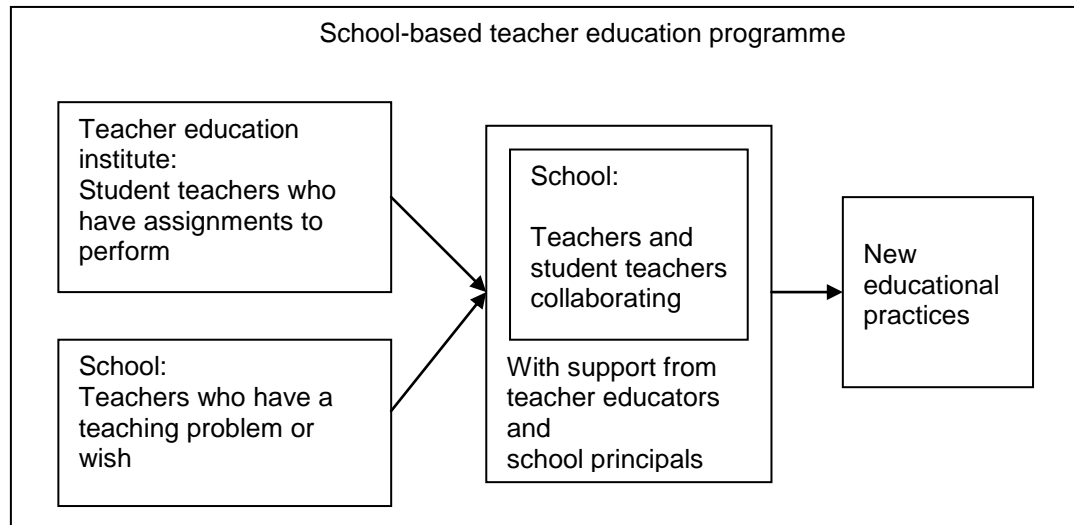 School-based teacher education programme
Teacher education
institute:
Student teachers who
have assignments to
perform
School:
Teachers who have a
teaching problem or
wish
School:
Teachers and
student teachers
collaborating
With support from
teacher educators
and
school principals
New
educational
practices